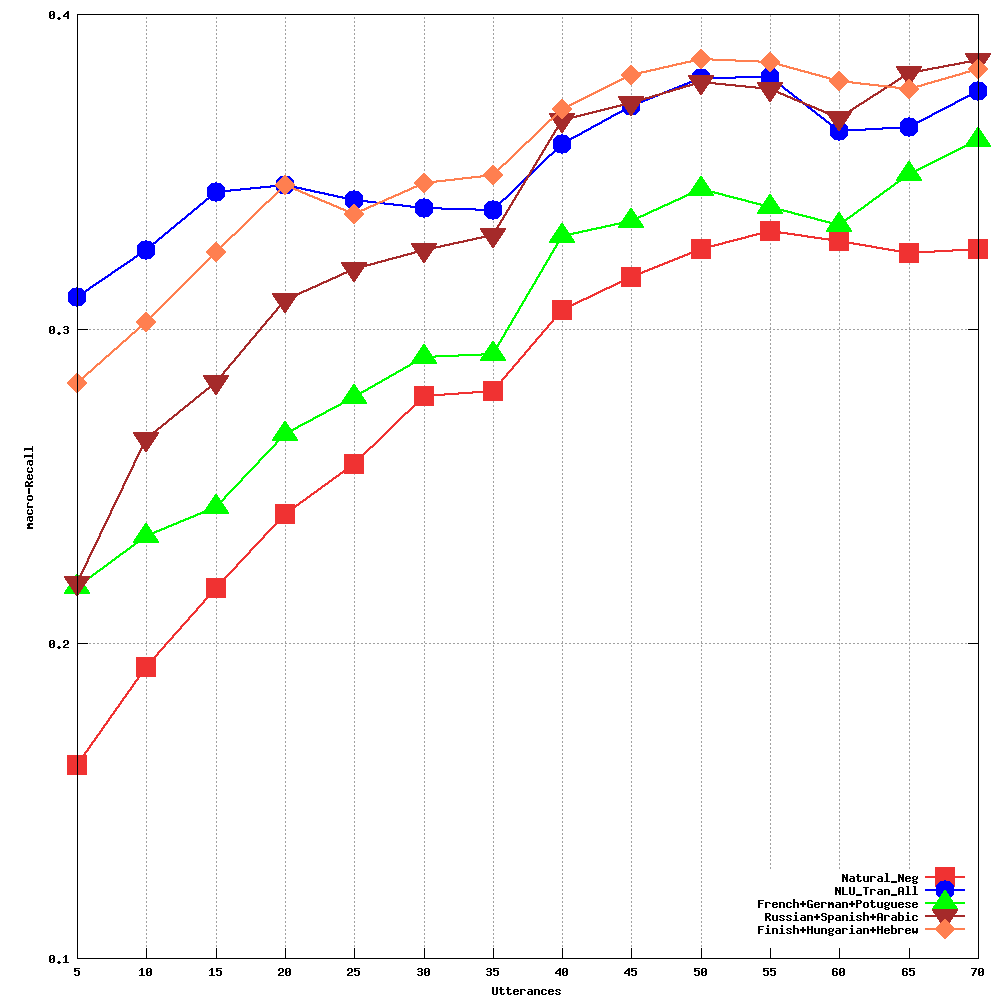 0.4
0.3
0.2
0.1
macro-Recall
5 10 15 20 25 30 35 40 45 50 55 60 65 70
Utterances
Natural_Neg
NLU_Tran_All
French+German+Potuguese
Russian+Spanish+Arabic
Finish+Hungarian+Hebrew